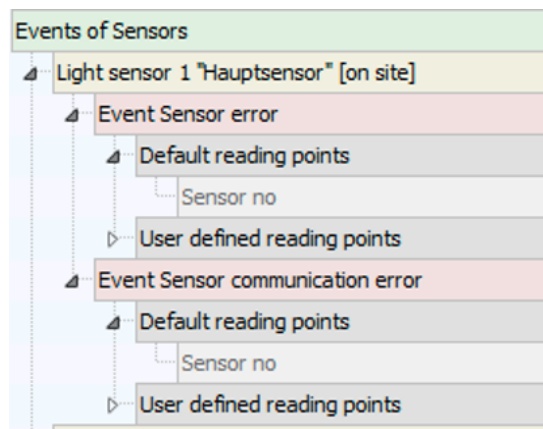 Events of Sensors
Light sensor 1 "Hauptsensor" [on site]
Event Sensor error
Default reading points
Sensor no
User defined reading points
Event Sensor communication error
Default reading points
Sensor no
User defined reading points